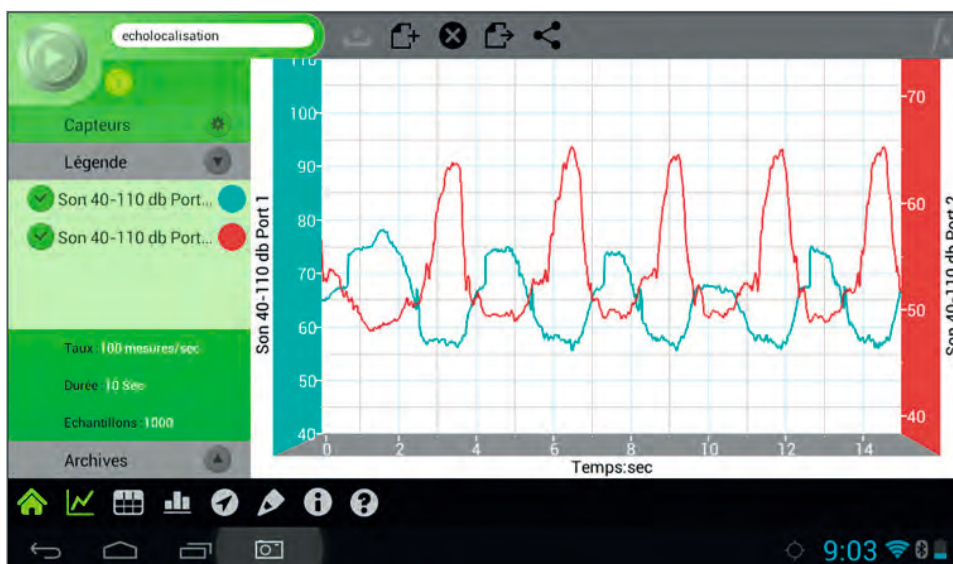 echolocalisation
Capteurs
Légende
Son 40-110 db Port...
Son 40-110 db Port...
Taux :100 mesures/sec
Durée :10 Sec
Echantillons :1000
Archives
Son 40-110 db Port 1
110
100
90
80
70
60
50
40
0 2 4 6 8 10 12 14
Temps:sec
70
60
50
40
Son 40-110 db Port 2
9:03